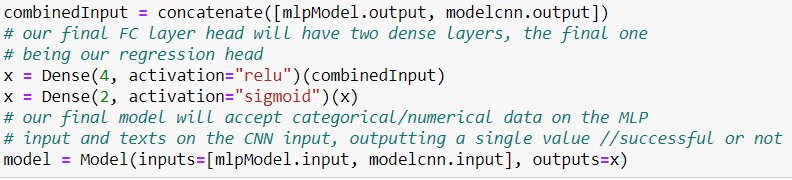 combinedInput = concatenate([mlpModel.output, modelcnn.output])
# our final FC layer head will have two dense layers, the final one
# being our regression head
x = Dense(4, activation="relu")(combinedInput)
x = Dense(2, activation="sigmoid")(x)
# our final model will accept categorical/numerical data on the MLP
# input and texts on the CNN input, outputting a single value //successful or not
model = Model(inputs=[mlpModel.input, modelcnn.input], outputs=x)